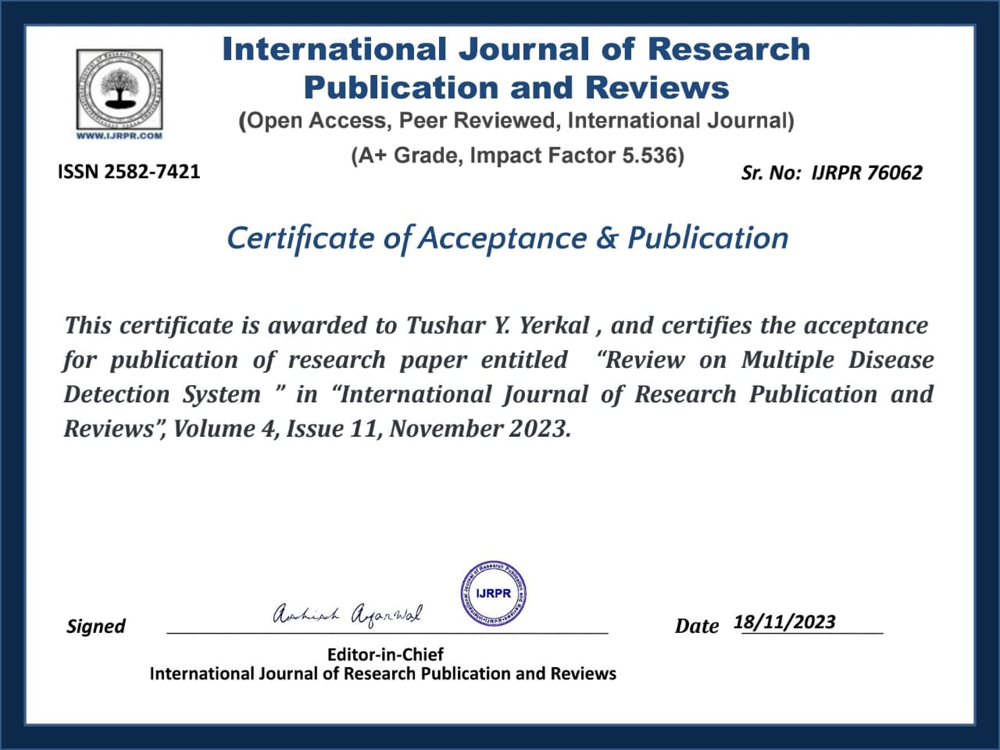 International Journal of Research
Publication and Reviews
(Open Access, Peer Reviewed, International Journal)
(A+ Grade, Impact Factor 5.536)
WWW.IJRPR.COM
ISSN 2582-7421
Sr. No: IJRPR 76062
Certificate of Acceptance & Publication
This certificate is awarded to Tushar Y. Yerkal , and certifies the acceptance
for publication of research paper entitled “Review on Multiple Disease
Detection System ” in “International Journal of Research Publication and
Reviews”, Volume 4, Issue 11, November 2023.
International Journal of Research Publication and Reviews
IJRPR
Signed
Ashish Agarwal
Date 18/11/2023
Editor-in-Chief
International Journal of Research Publication and Reviews